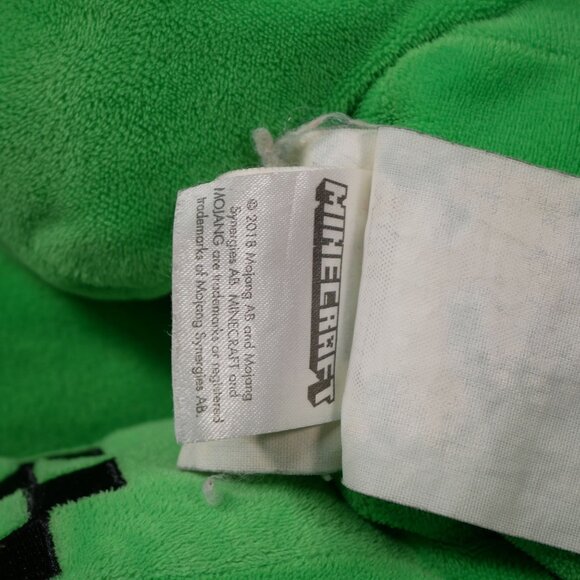 MINECRAFT
© 2018 Mojang AB and Mojang
Synergies AB. MINECRAFT and
MOJANG are trademarks or registered
trademarks of Mojang Synergies AB.